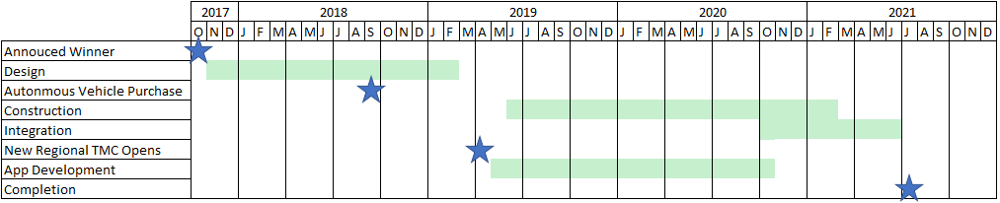 2017 2018 2019 2020 2021
O N D J F M A M J J A S O N D J F M A M J J A S O N D J F M A M J J A S O N D J F M A M J J A S O N D
Annouced Winner
Design
Autonmous Vehicle Purchase
Construction
Integration
New Regional TMC Opens
App Development
Completion